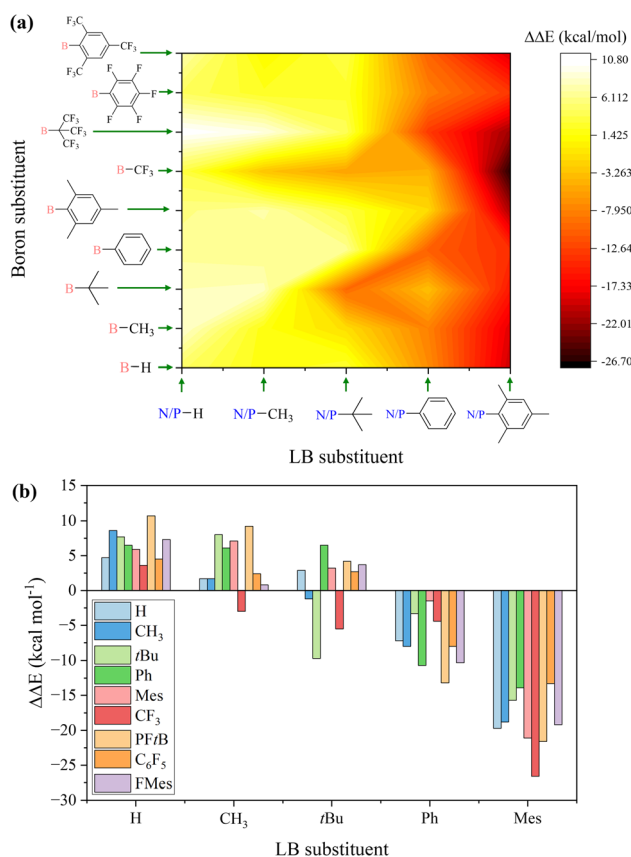 (a)
ΔΔE (kcal/mol)
F₃C
CF₃
B
CF₃
F₃C
F
F
B
F
F
F
CF₃
B
CF₃
CF₃
B
CF₃
B
B
B
B
CH₃
B
H
Boron substituent
10.80
6.112
1.425
-3.263
-7.950
-12.64
-17.33
-22.01
-26.70
N/P
H
N/P
CH₃
N/P
N/P
N/P
LB substituent
(b)
15
10
5
0
−5
−10
−15
−20
−25
−30
ΔΔE (kcal mol⁻¹)
H
CH₃
tBu
Ph
Mes
CF₃
PFtB
C₆F₅
FMes
H
CH₃
tBu
Ph
Mes
LB substituent